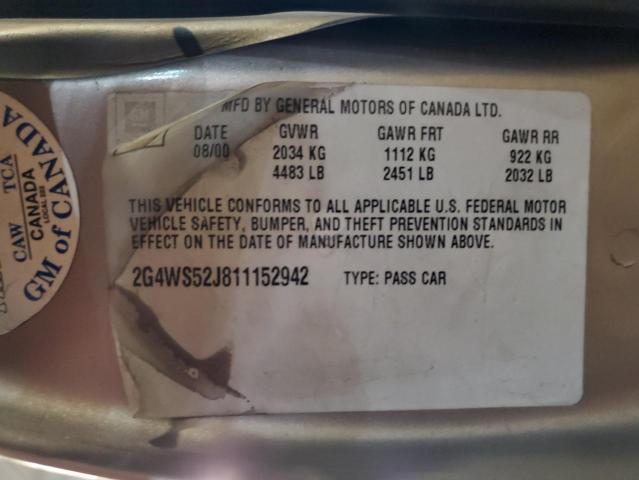 MFD BY GENERAL MOTORS OF CANADA LTD.
DATE GVWR GAWR FRT GAWR RR
08/00 2034 KG 1112 KG 922 KG
4483 LB 2451 LB 2032 LB
THIS VEHICLE CONFORMS TO ALL APPLICABLE U.S. FEDERAL MOTOR
VEHICLE SAFETY, BUMPER, AND THEFT PREVENTION STANDARDS IN
EFFECT ON THE DATE OF MANUFACTURE SHOWN ABOVE.
2G4WS52J811152942 TYPE: PASS CAR
CAW TCA
CANADA
GM of CANADA